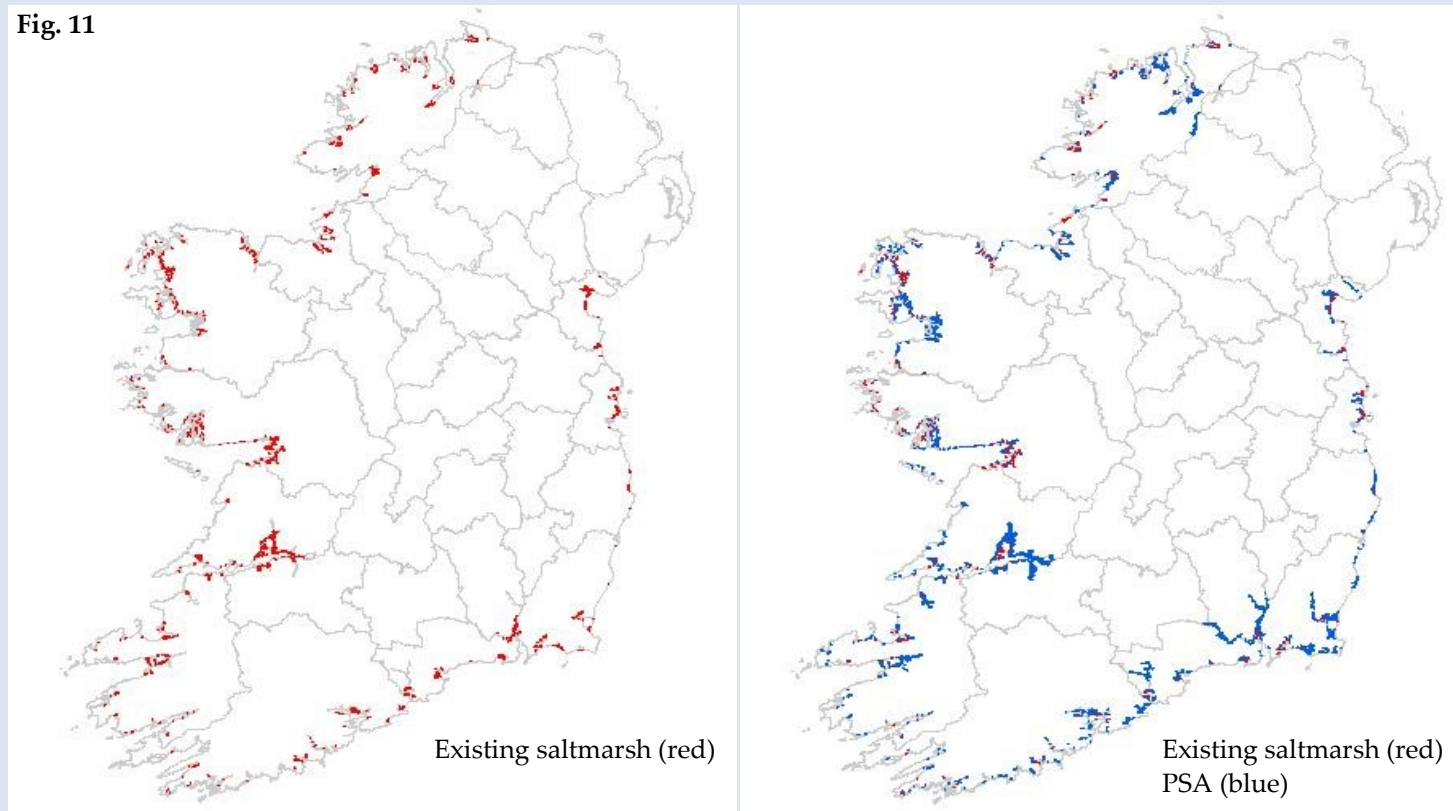 Fig. 11
Existing saltmarsh (red)
Existing saltmarsh (red)
PSA (blue)